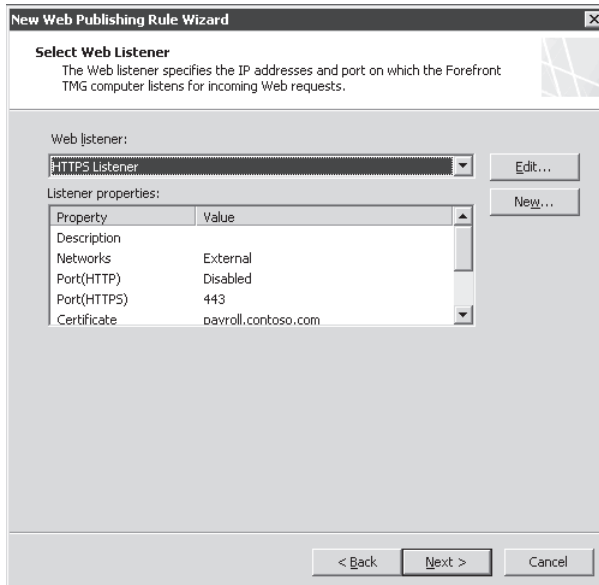 New Web Publishing Rule Wizard
Select Web Listener
The Web listener specifies the IP addresses and port on which the Forefront
TMG computer listens for incoming Web requests.
Web listener:
HTTPS Listener
Edit...
Listener properties:
New...
Property Value
Description
Networks External
Port(HTTP) Disabled
Port(HTTPS) 443
Certificate payroll.contoso.com
< Back
Next >
Cancel